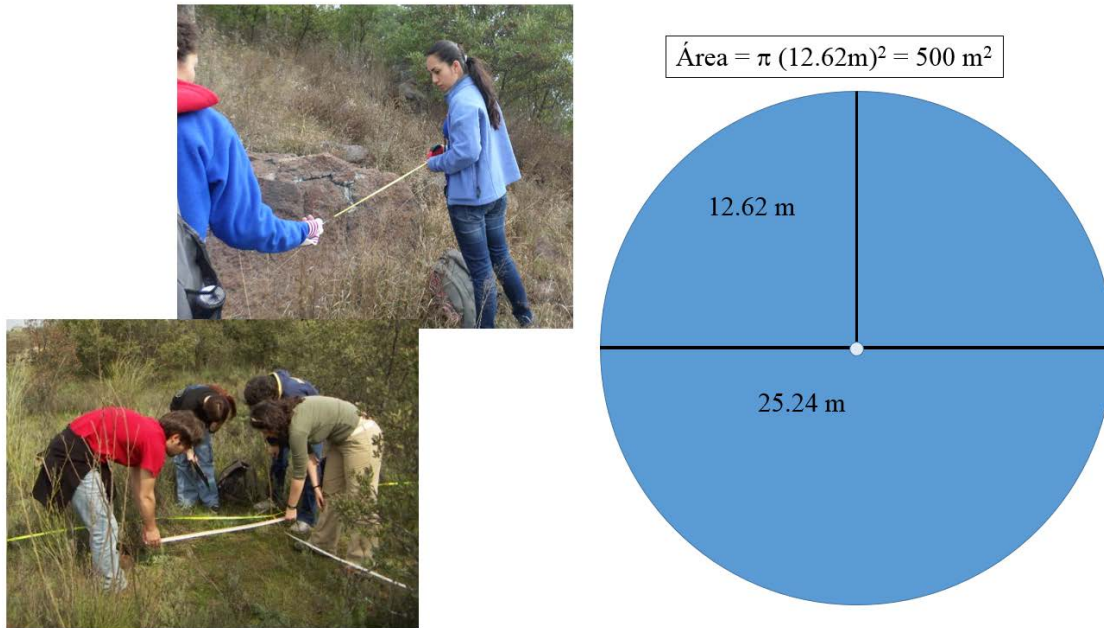 Área = π (12.62m)² = 500 m²
12.62 m
25.24 m